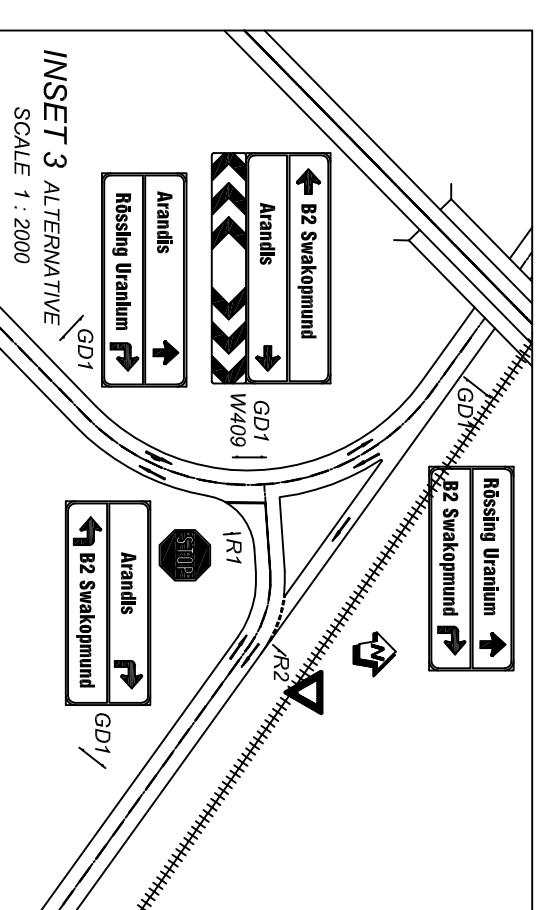 INSET 3 ALTERNATIVE
SCALE 1 : 2000
B2 Swakopmund
Arandis
Arandis
Rössing Uranium
Rössing Uranium
B2 Swakopmund
Arandis
B2 Swakopmund
GD1
GD1
W409
GD1
GD1
R1
R2
STOP
N